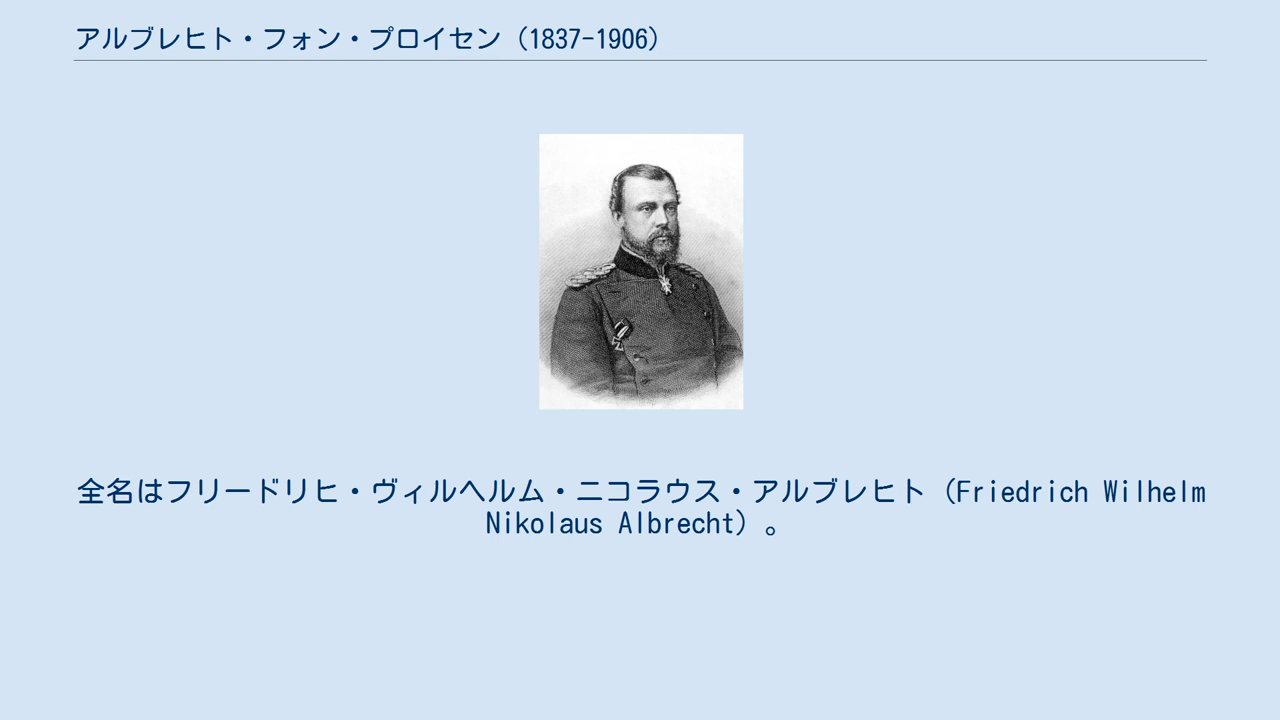 アルブレヒト・フォン・プロイセン（1837-1906）
全名はフリードリヒ・ヴィルヘルム・ニコラウス・アルブレヒト（Friedrich Wilhelm
Nikolaus Albrecht）。